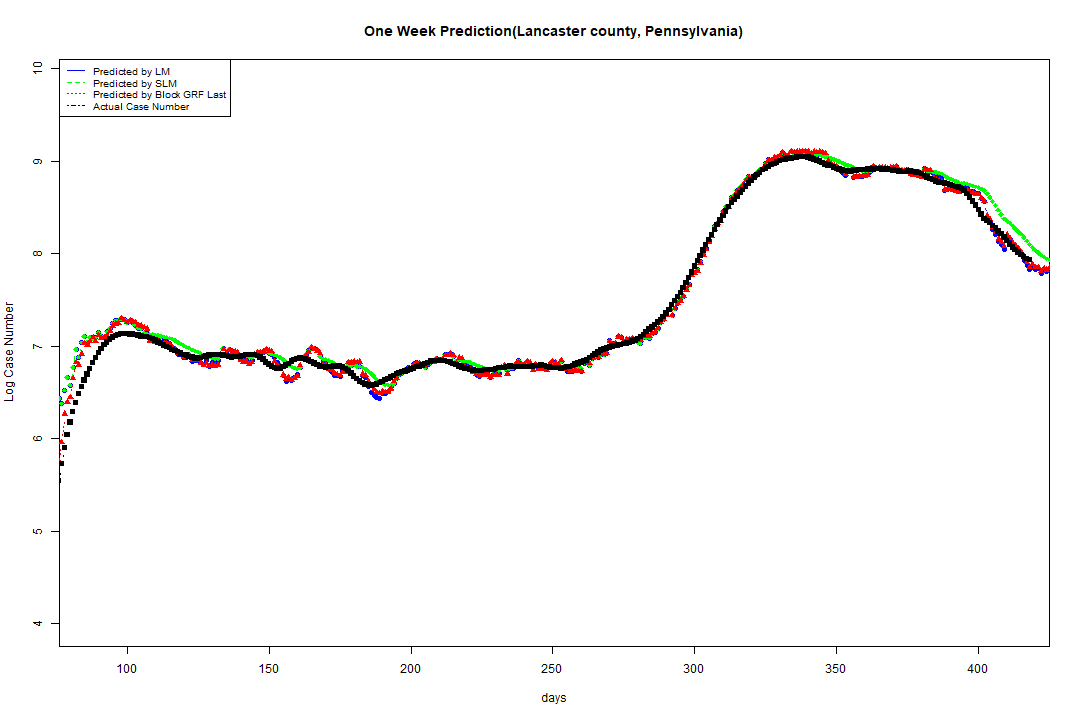 One Week Prediction(Lancaster county, Pennsylvania)
Predicted by LM
Predicted by SLM
Predicted by Block GRF Last
Actual Case Number
Log Case Number
10
9
8
7
6
5
4
100 150 200 250 300 350 400
days